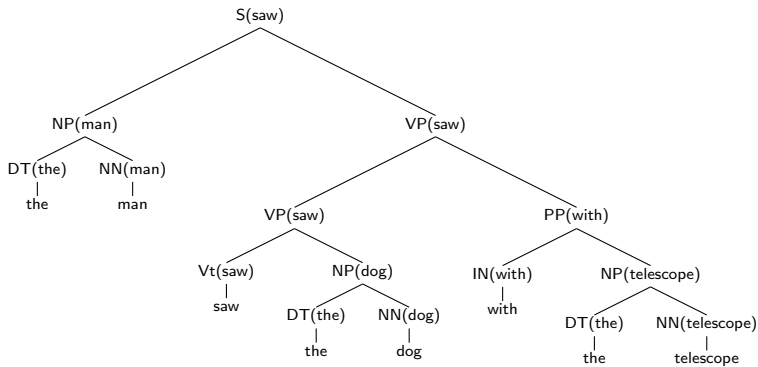 S(saw)
NP(man) VP(saw)
DT(the) NN(man)
the man
VP(saw) PP(with)
Vt(saw) NP(dog) IN(with) NP(telescope)
saw with
DT(the) NN(dog) DT(the) NN(telescope)
the dog the telescope